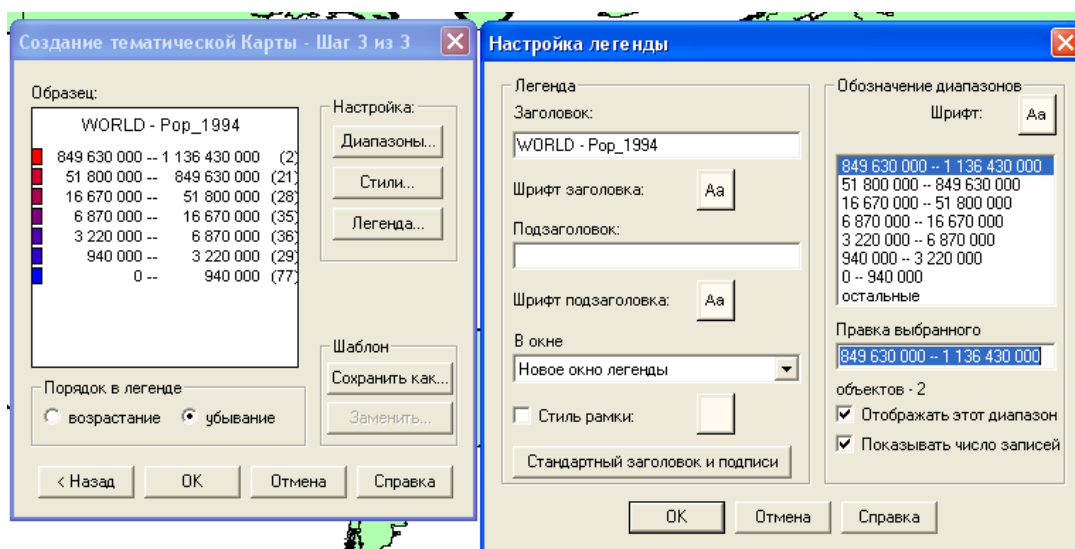 Создание тематической Карты - Шаг 3 из 3
Образец:
WORLD - Pop_1994
849 630 000 -- 1 136 430 000 (2)
51 800 000 -- 849 630 000 (21)
16 670 000 -- 51 800 000 (28)
6 870 000 -- 16 670 000 (35)
3 220 000 -- 6 870 000 (36)
940 000 -- 3 220 000 (29)
0 -- 940 000 (77)
Настройка:
Диапазоны...
Стили...
Легенда...
Порядок в легенде
возрастание
убывание
Шаблон
Сохранить как...
Заменить...
< Назад
OK
Отмена
Справка
Настройка легенды
Легенда
Заголовок:
WORLD - Pop_1994
Шрифт заголовка:
Aa
Подзаголовок:
Шрифт подзаголовка:
Aa
В окне
Новое окно легенды
Стиль рамки:
Стандартный заголовок и подписи
Обозначение диапазонов
Шрифт:
Aa
849 630 000 -- 1 136 430 000
51 800 000 -- 849 630 000
16 670 000 -- 51 800 000
6 870 000 -- 16 670 000
3 220 000 -- 6 870 000
940 000 -- 3 220 000
0 -- 940 000
остальные
Правка выбранного
849 630 000 -- 1 136 430 000
объектов - 2
Отображать этот диапазон
Показывать число записей
OK
Отмена
Справка